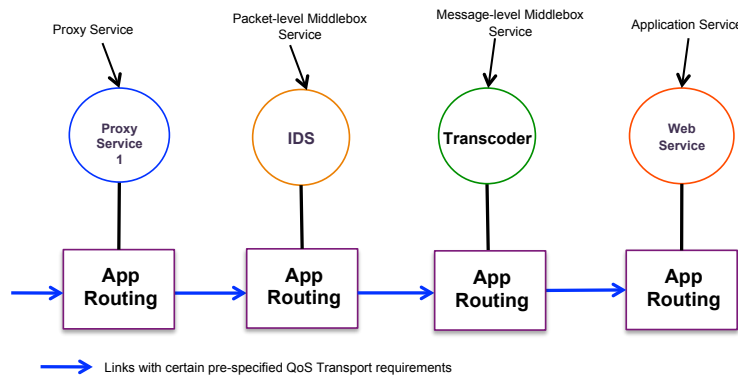 Proxy Service
Packet-level Middlebox
Service
Message-level Middlebox
Service
Application Service
Proxy
Service
1
IDS
Transcoder
Web
Service
App
Routing
App
Routing
App
Routing
App
Routing
Links with certain pre-specified QoS Transport requirements